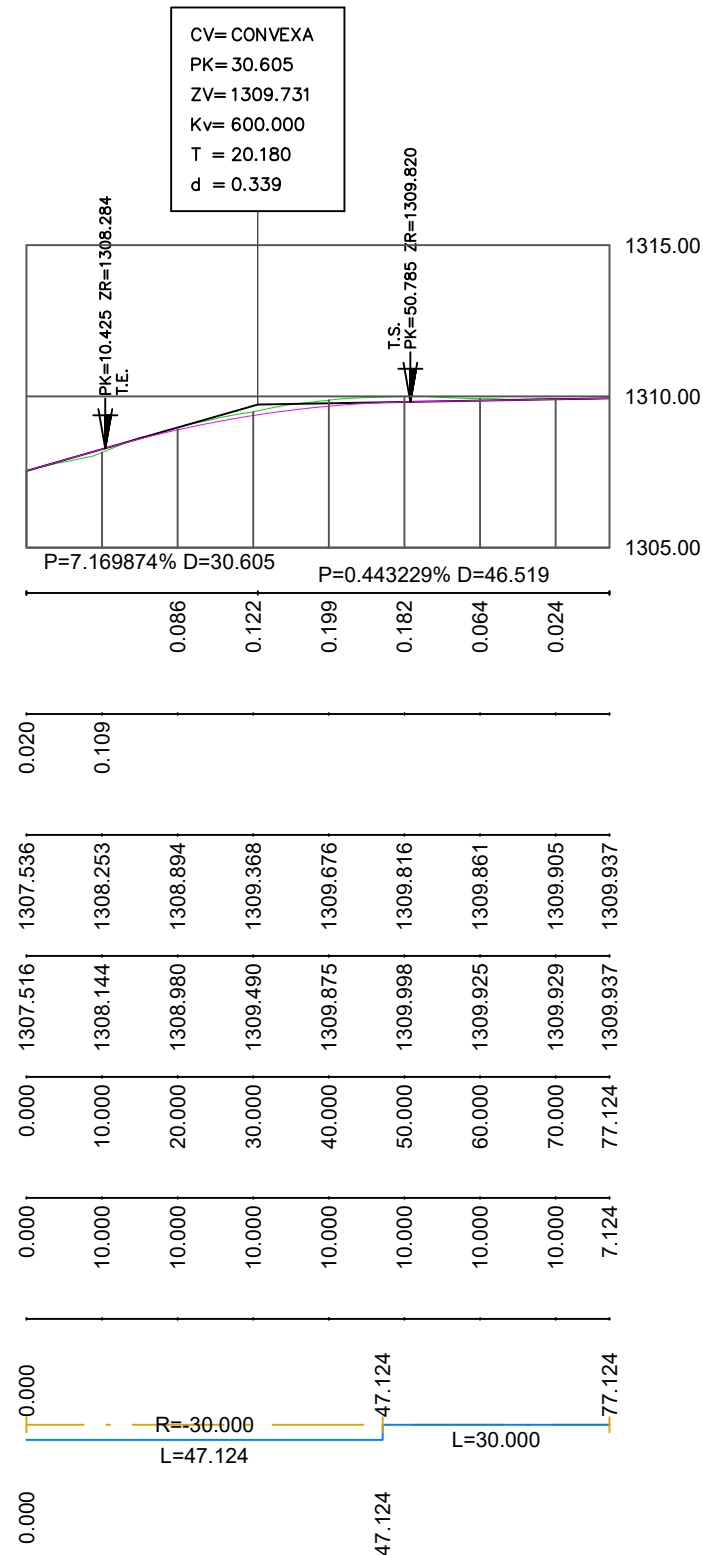 CV= CONVEXA
PK= 30.605
ZV= 1309.731
Kv= 600.000
T = 20.180
d = 0.339
PK=10.425 ZR=1308.284
T.E.
T.S.
PK=50.785 ZR=1309.820
1315.00
1310.00
1305.00
P=7.169874% D=30.605
P=0.443229% D=46.519
0.086 0.122 0.199 0.182 0.064 0.024
0.020 0.109
1307.536 1308.253 1308.894 1309.368 1309.676 1309.816 1309.861 1309.905 1309.937
1307.516 1308.144 1308.980 1309.490 1309.875 1309.998 1309.925 1309.929 1309.937
0.000 10.000 20.000 30.000 40.000 50.000 60.000 70.000 77.124
0.000 10.000 10.000 10.000 10.000 10.000 10.000 10.000 7.124
0.000 47.124 77.124
R=-30.000
L=47.124
L=30.000
0.000 47.124